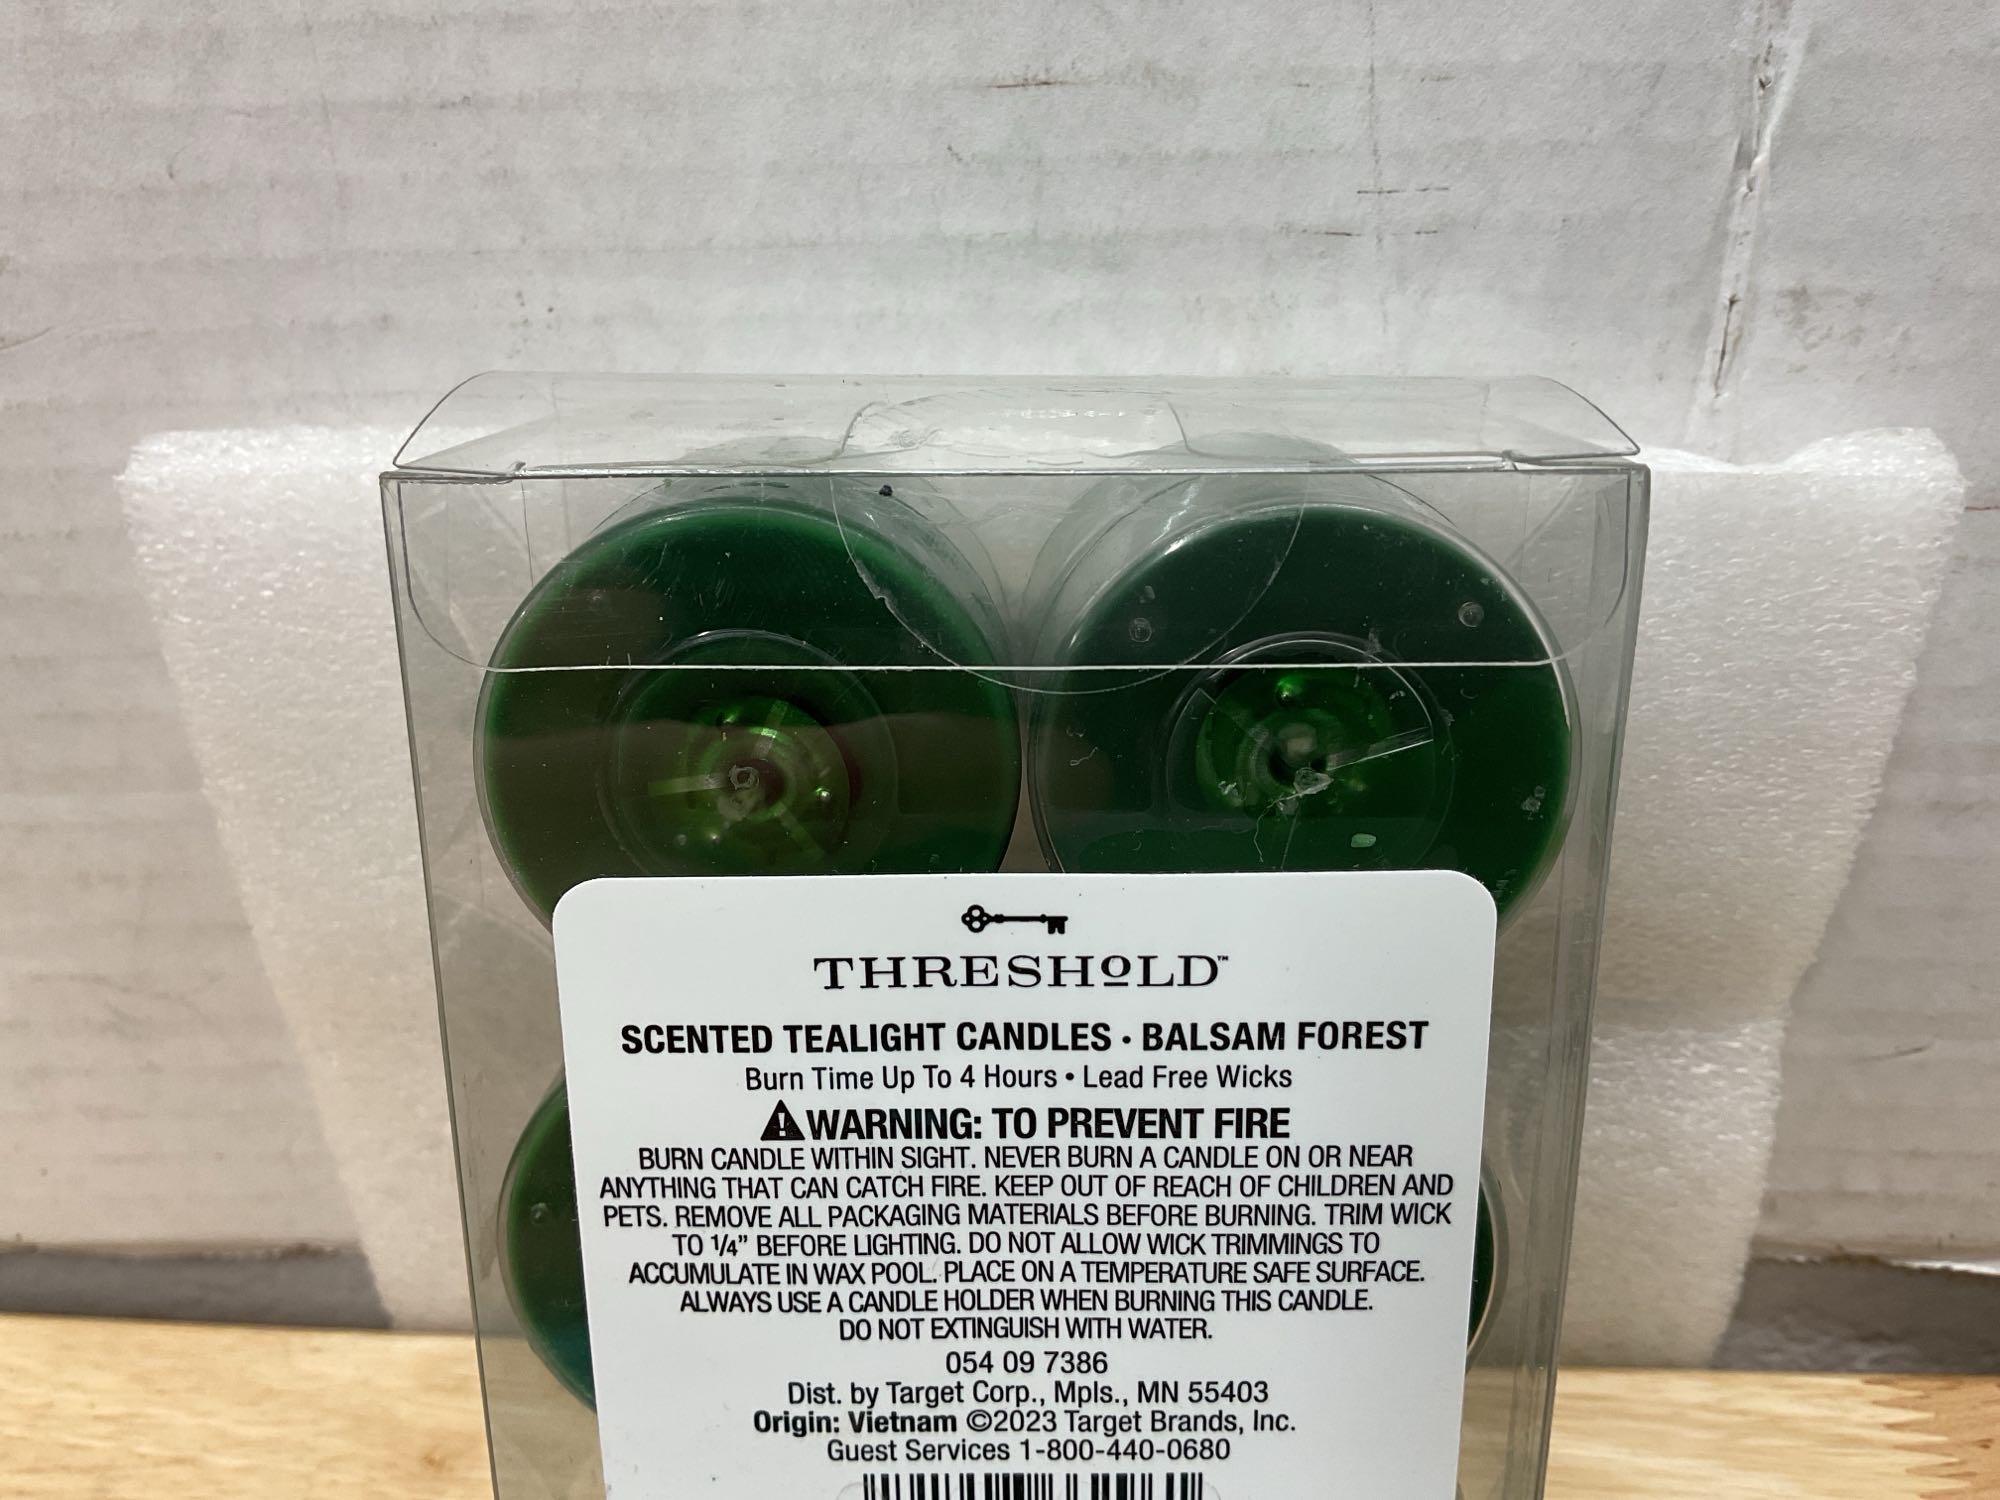 THRESHOLD™
SCENTED TEALIGHT CANDLES • BALSAM FOREST
Burn Time Up To 4 Hours • Lead Free Wicks
⚠WARNING: TO PREVENT FIRE
BURN CANDLE WITHIN SIGHT. NEVER BURN A CANDLE ON OR NEAR
ANYTHING THAT CAN CATCH FIRE. KEEP OUT OF REACH OF CHILDREN AND
PETS. REMOVE ALL PACKAGING MATERIALS BEFORE BURNING. TRIM WICK
TO 1/4” BEFORE LIGHTING. DO NOT ALLOW WICK TRIMMINGS TO
ACCUMULATE IN WAX POOL. PLACE ON A TEMPERATURE SAFE SURFACE.
ALWAYS USE A CANDLE HOLDER WHEN BURNING THIS CANDLE.
DO NOT EXTINGUISH WITH WATER.
054 09 7386
Dist. by Target Corp., Mpls., MN 55403
Origin: Vietnam ©2023 Target Brands, Inc.
Guest Services 1-800-440-0680